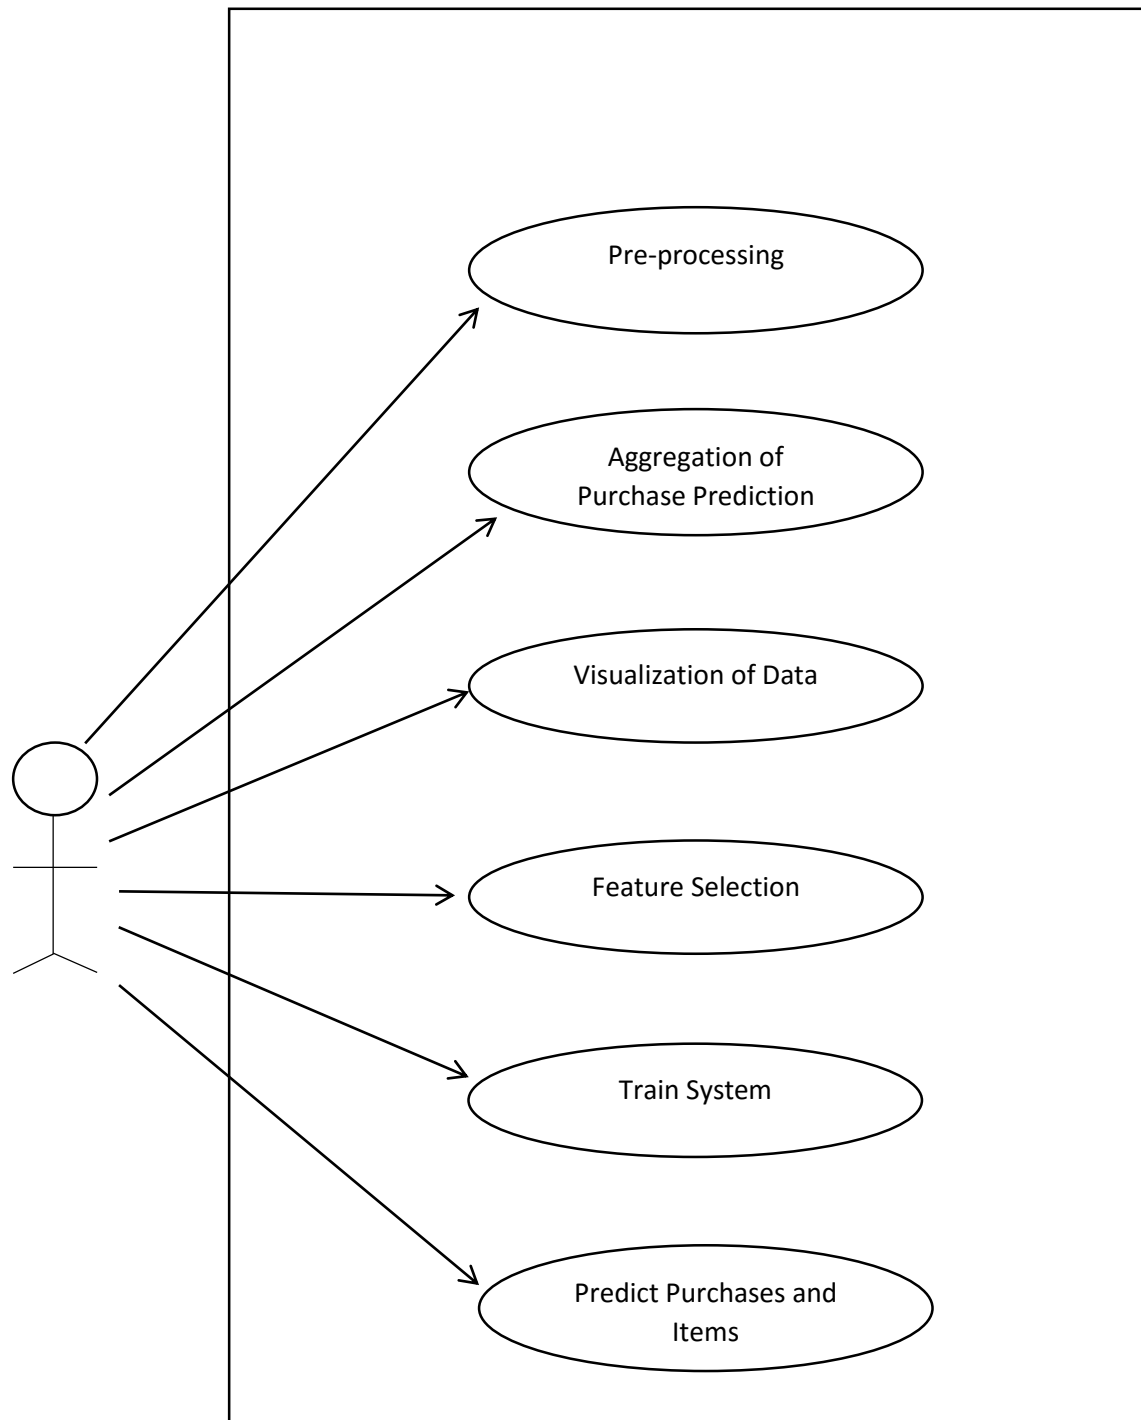 Pre-processing
Aggregation of
Purchase Prediction
Visualization of Data
Feature Selection
Train System
Predict Purchases and
Items